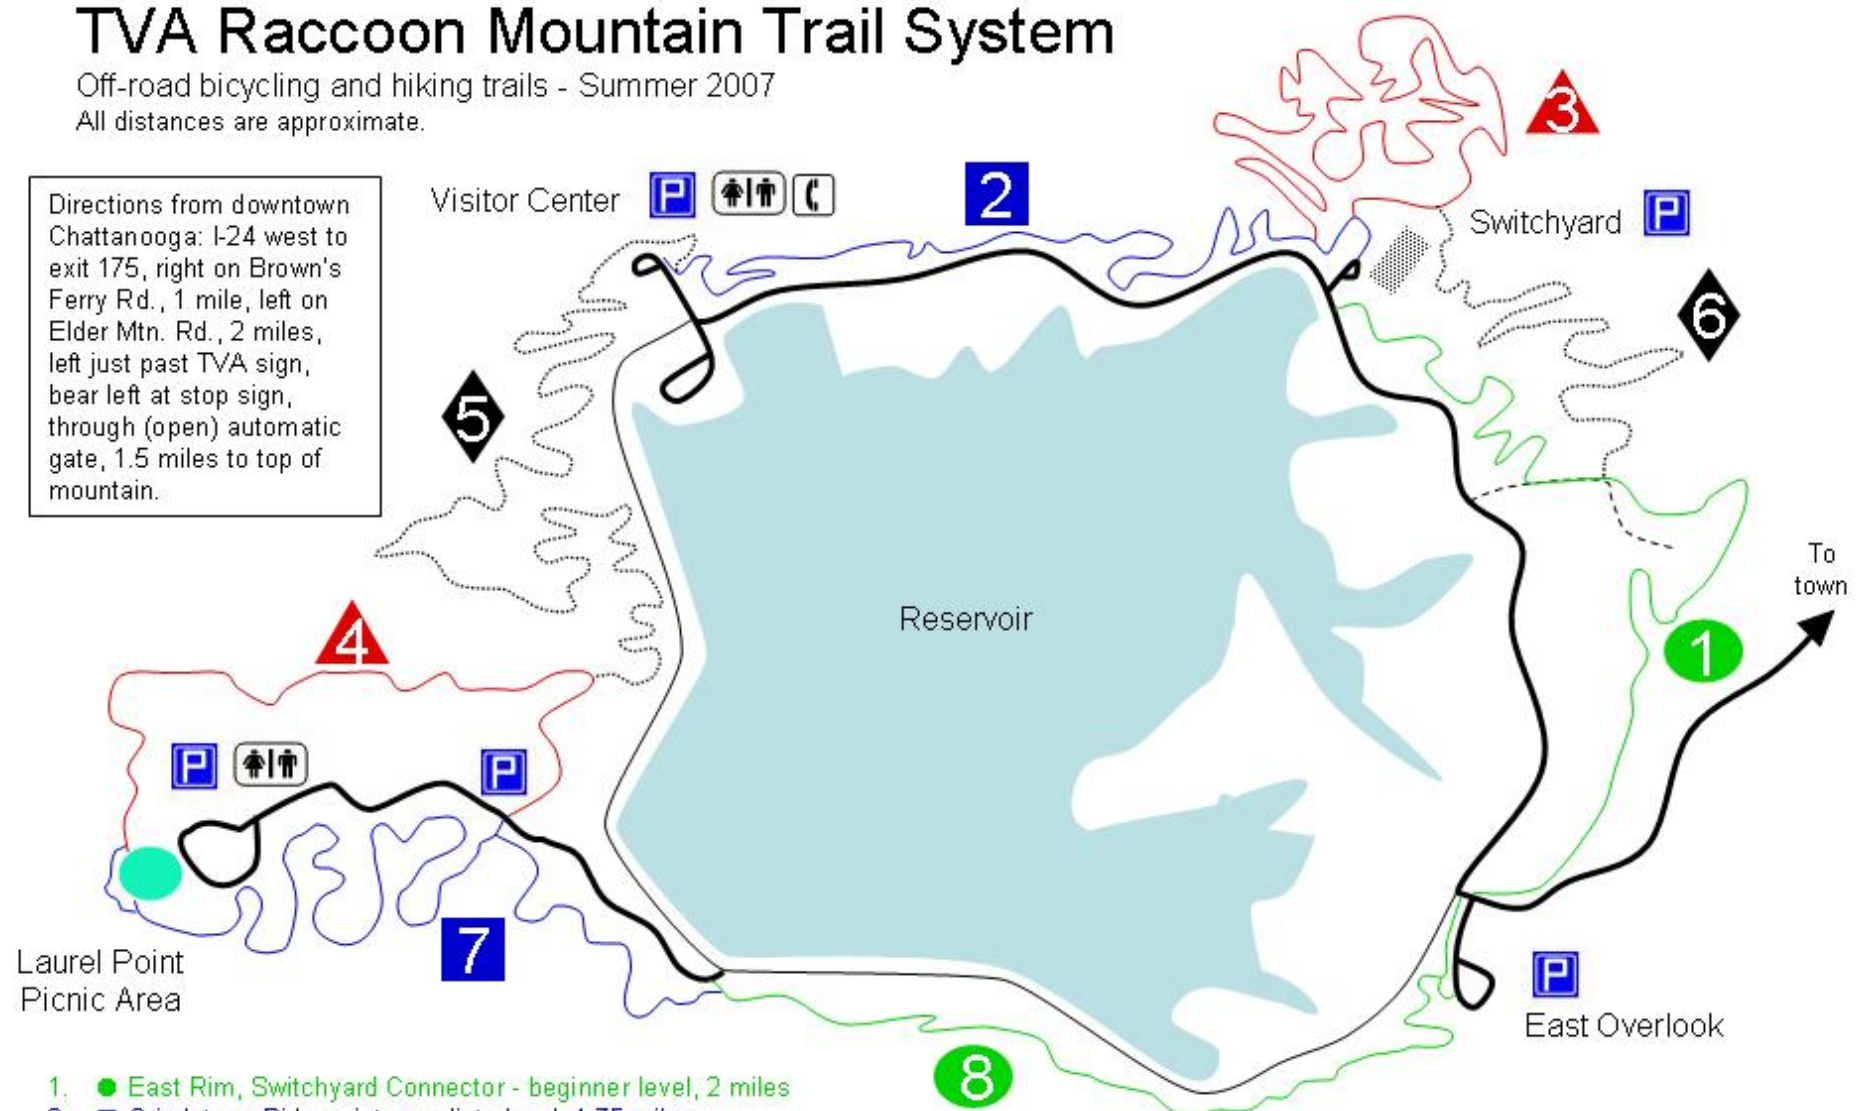 TVA Raccoon Mountain Trail System
Off-road bicycling and hiking trails - Summer 2007
All distances are approximate.
Directions from downtown
Chattanooga: I-24 west to
exit 175, right on Brown's
Ferry Rd., 1 mile, left on
Elder Mtn. Rd., 2 miles,
left just past TVA sign,
bear left at stop sign,
through (open) automatic
gate, 1.5 miles to top of
mountain.
Visitor Center P
2
3
Switchyard P
6
5
To
town
Reservoir
1
4
P
P
7
Laurel Point
Picnic Area
P
East Overlook
8
1. East Rim, Switchyard Connector - beginner level, 2 miles